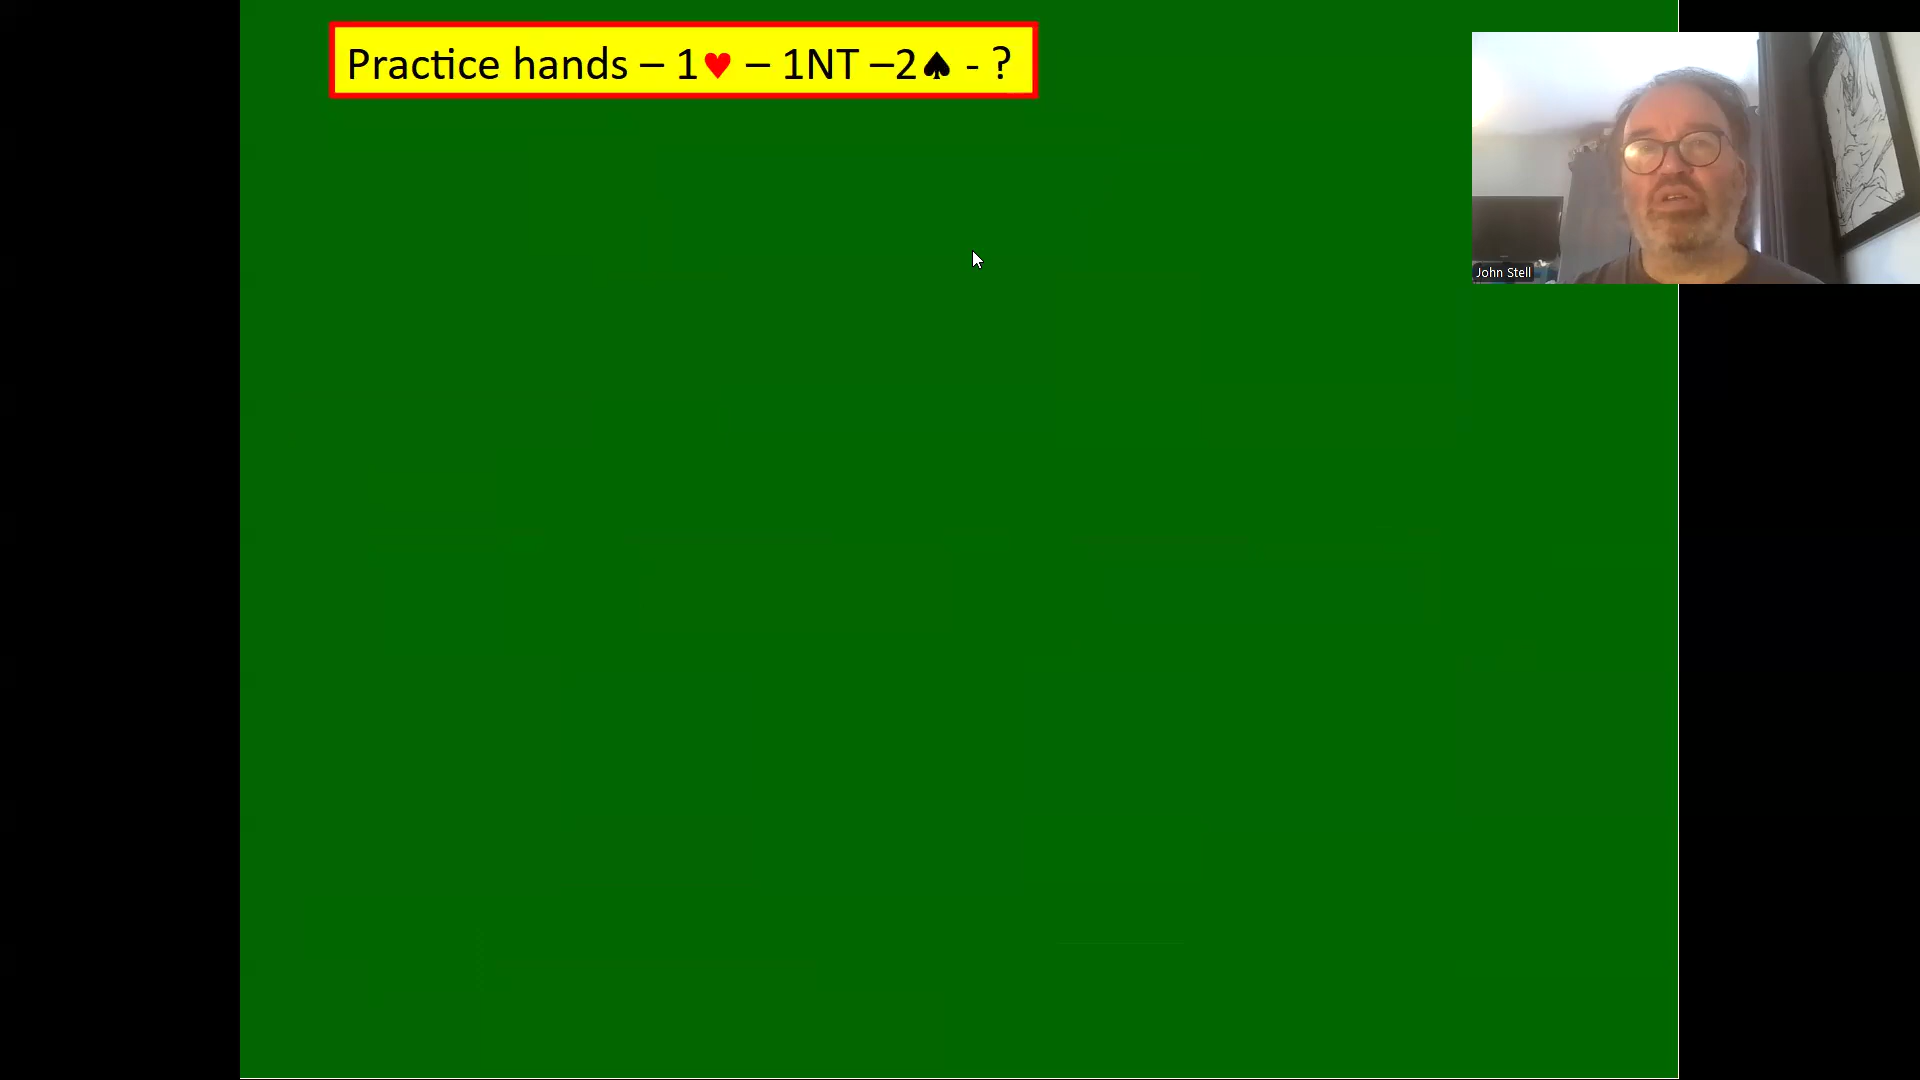 Practice hands – 1♥ – 1NT –2♠ - ?
John Stell